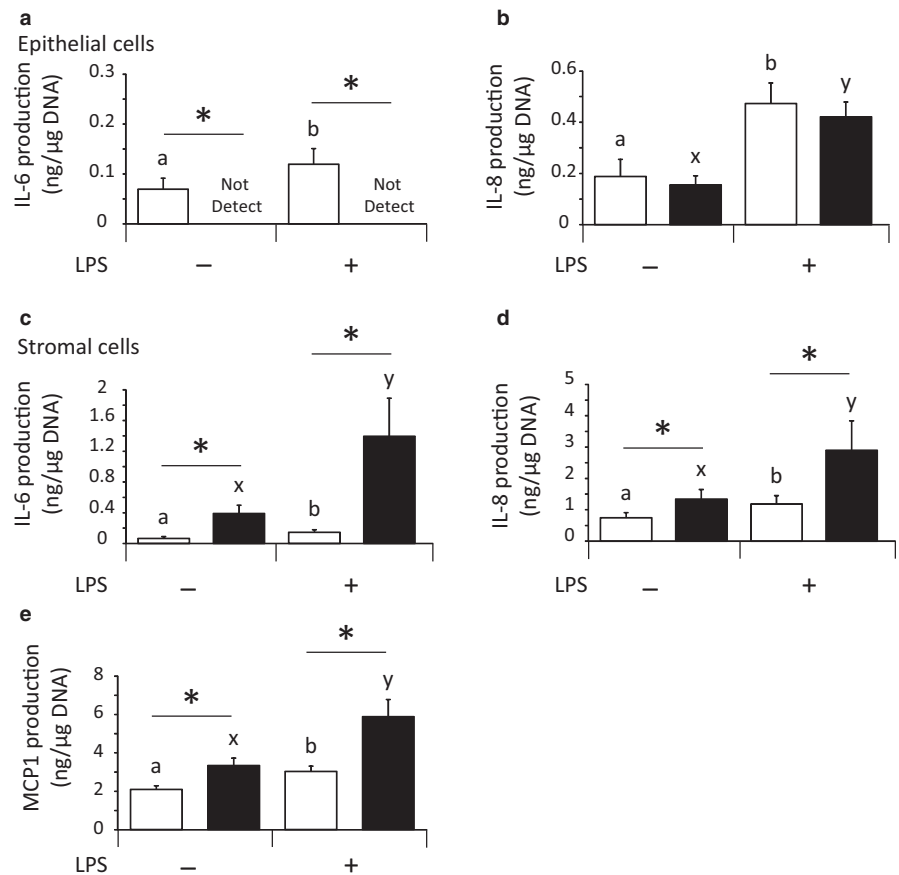 a
Epithelial cells
IL-6 production
(ng/µg DNA)
0.3
0.2
0.1
0
a
*
Not
Detect
b
*
Not
Detect
LPS
–
+
b
IL-8 production
(ng/µg DNA)
0.6
0.4
0.2
0
a
x
b
y
LPS
–
+
c
Stromal cells
IL-6 production
(ng/µg DNA)
2
1.6
1.2
0.8
0.4
0
a
*
x
b
*
y
LPS
–
+
d
IL-8 production
(ng/µg DNA)
5
4
3
2
1
0
a
*
x
b
*
y
LPS
–
+
e
MCP1 production
(ng/µg DNA)
8
6
4
2
0
a
*
x
b
*
y
LPS
–
+